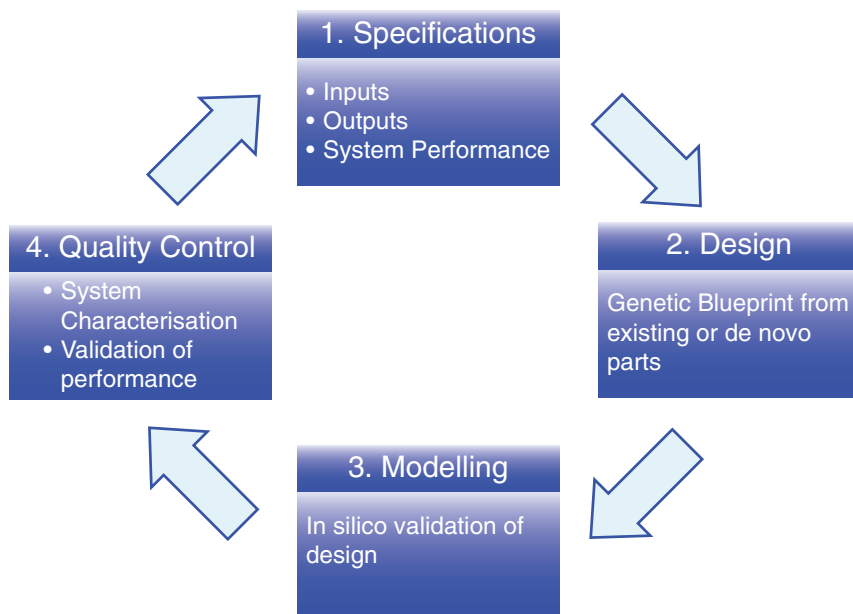 1. Specifications
• Inputs
• Outputs
• System Performance
2. Design
Genetic Blueprint from
existing or de novo
parts
3. Modelling
In silico validation of
design
4. Quality Control
• System
Characterisation
• Validation of
performance